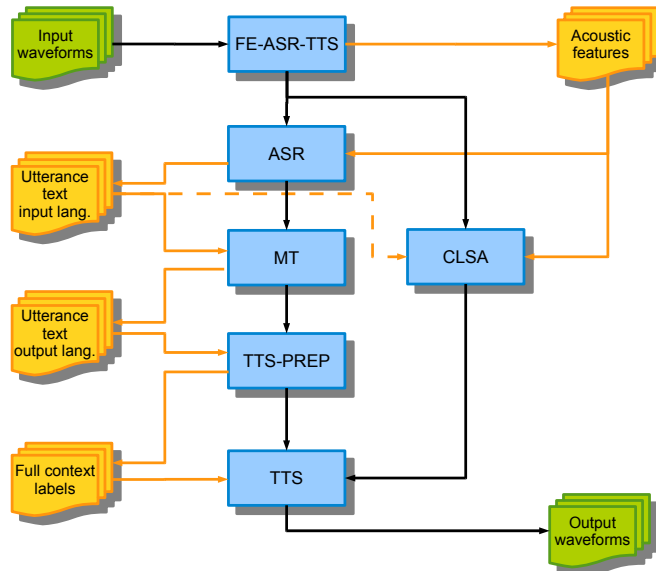 Input
waveforms
FE-ASR-TTS
Acoustic
features
ASR
Utterance
text
input lang.
MT
CLSA
Utterance
text
output lang.
TTS-PREP
Full context
labels
TTS
Output
waveforms